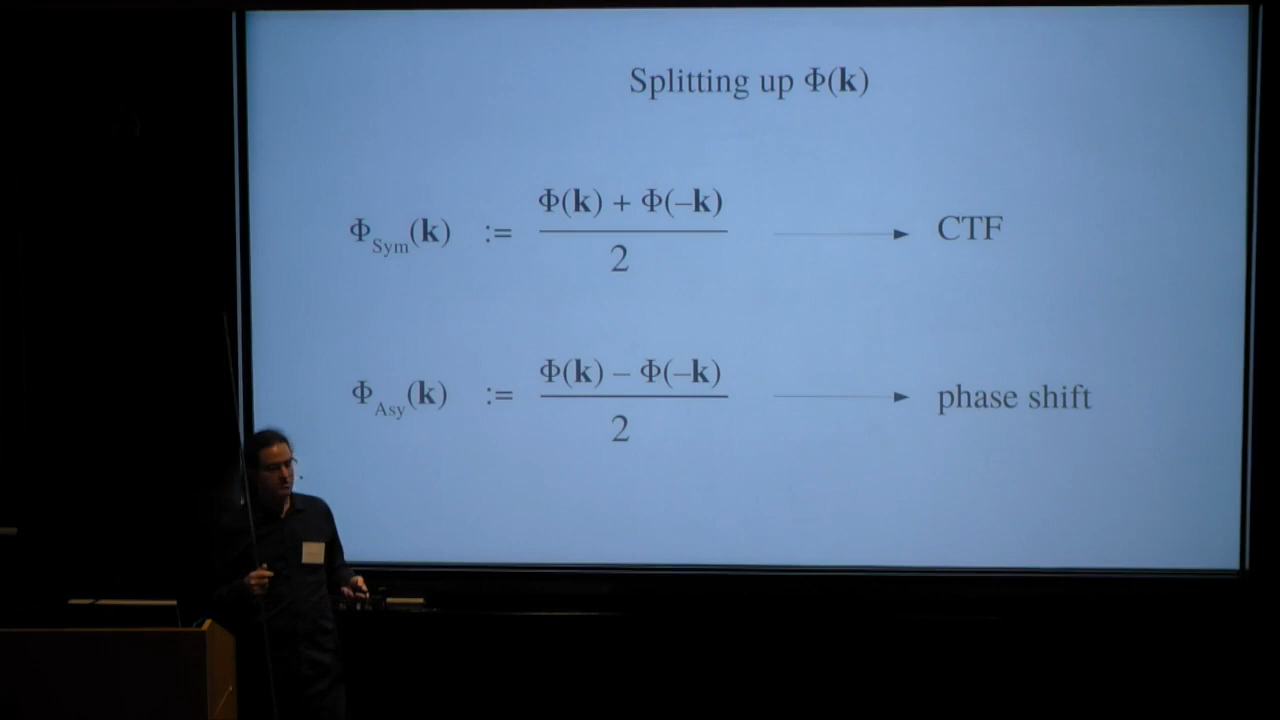 Splitting up Φ(k)
Φ_Sym(k) := (Φ(k) + Φ(–k)) / 2 → CTF
Φ_Asy(k) := (Φ(k) – Φ(–k)) / 2 → phase shift